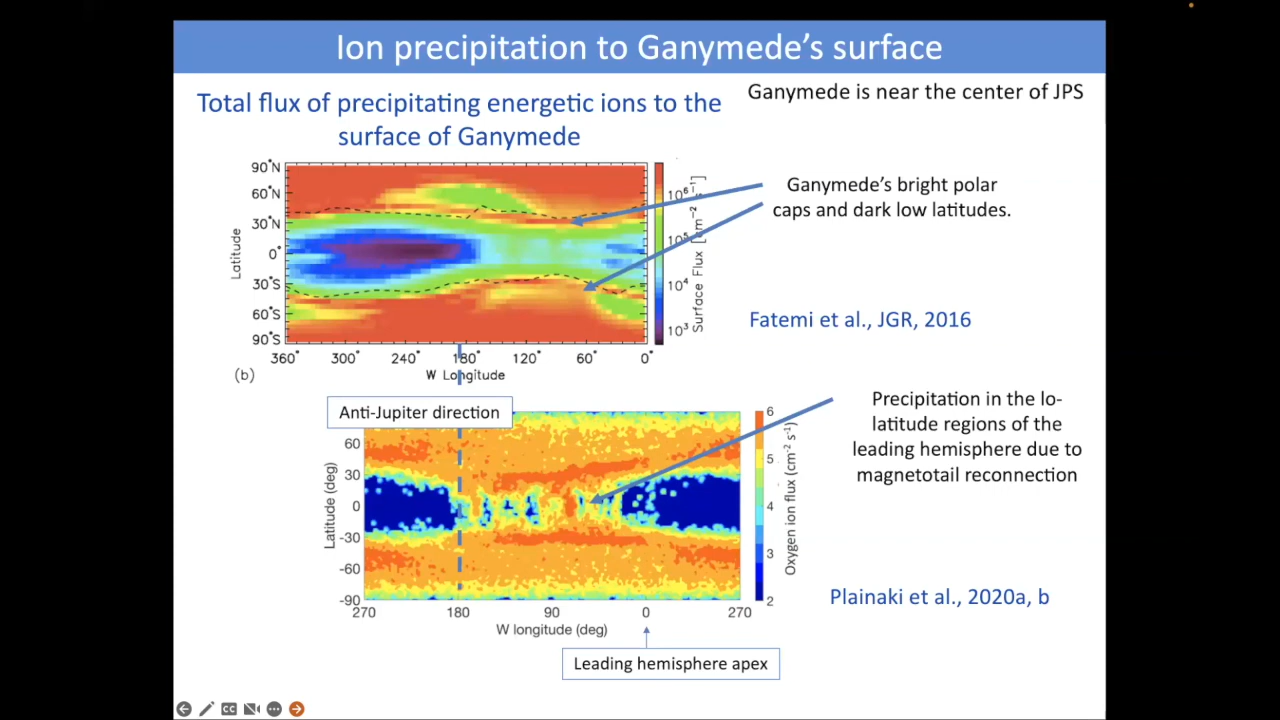 Ion precipitation to Ganymede's surface
Total flux of precipitating energetic ions to the
surface of Ganymede
Ganymede is near the center of JPS
90°N
60°N
30°N
0°
30°S
60°S
90°S
Latitude
360°
300°
240°
180°
120°
60°
0°
W Longitude
(b)
10⁶
10⁵
10⁴
10³
Surface Flux [cm⁻² s⁻¹]
Ganymede's bright polar
caps and dark low latitudes.
Fatemi et al., JGR, 2016
Anti-Jupiter direction
60
30
0
-30
-60
-90
Latitude (deg)
270
180
90
0
270
W longitude (deg)
6
5
4
3
2
Oxygen ion flux (cm⁻² s⁻¹)
Precipitation in the lo-
latitude regions of the
leading hemisphere due to
magnetotail reconnection
Plainaki et al., 2020a, b
Leading hemisphere apex
CC